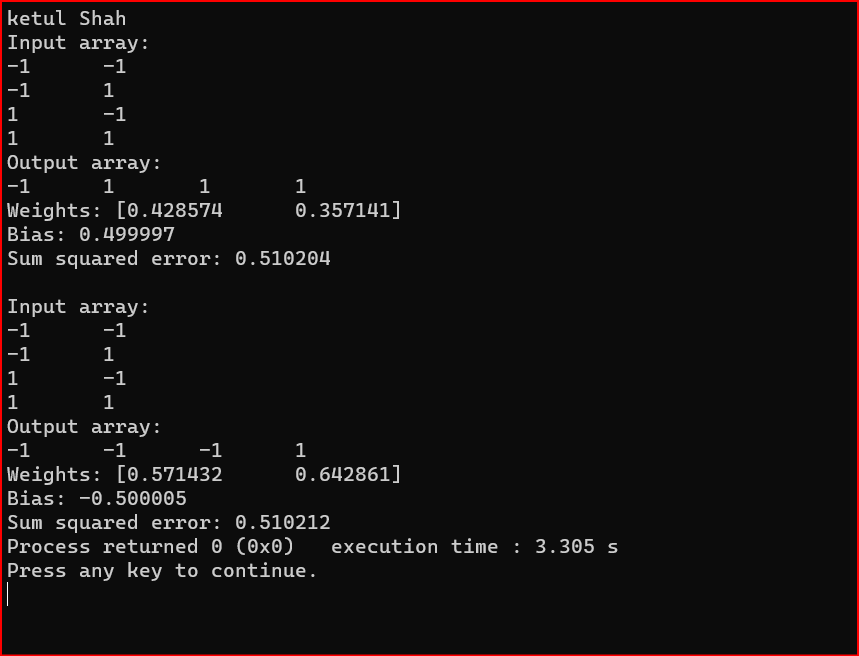 ketul Shah
Input array:
-1      -1
-1      1
1       -1
1       1
Output array:
-1      1       1       1
Weights: [0.428574      0.357141]
Bias: 0.499997
Sum squared error: 0.510204

Input array:
-1      -1
-1      1
1       -1
1       1
Output array:
-1      -1      -1      1
Weights: [0.571432      0.642861]
Bias: -0.500005
Sum squared error: 0.510212
Process returned 0 (0x0)   execution time : 3.305 s
Press any key to continue.